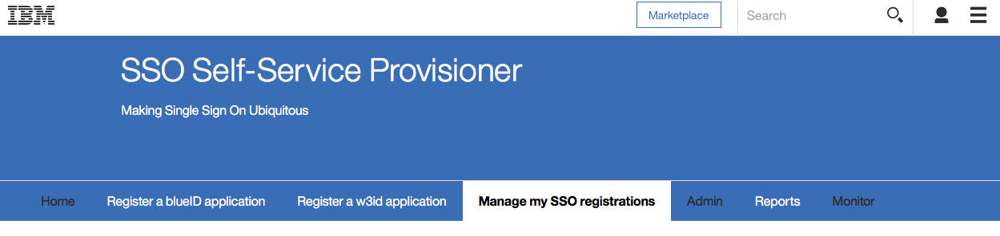 IBM
Marketplace
Search
SSO Self-Service Provisioner
Making Single Sign On Ubiquitous
Home Register a blueID application Register a w3id application Manage my SSO registrations Admin Reports Monitor